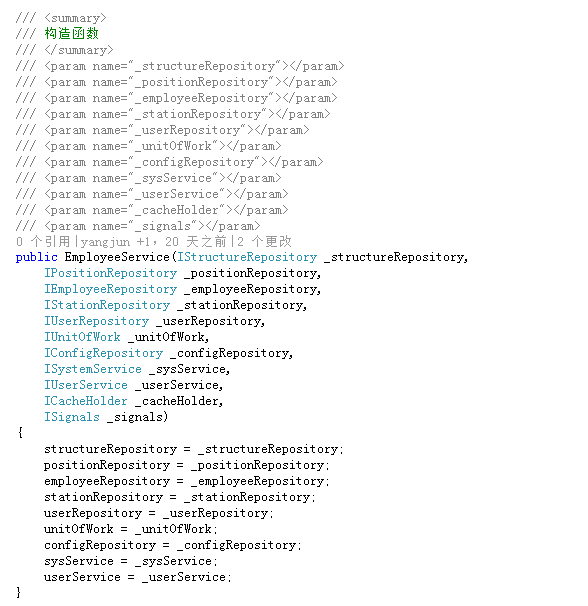 /// <summary>
/// 构造函数
/// </summary>
/// <param name="_structureRepository"></param>
/// <param name="_positionRepository"></param>
/// <param name="_employeeRepository"></param>
/// <param name="_stationRepository"></param>
/// <param name="_userRepository"></param>
/// <param name="_unitOfWork"></param>
/// <param name="_configRepository"></param>
/// <param name="_sysService"></param>
/// <param name="_userService"></param>
/// <param name="_cacheHolder"></param>
/// <param name="_signals"></param>
0 个引用|yangjun +1，20 天之前|2 个更改
public EmployeeService(IStructureRepository _structureRepository,
    IPositionRepository _positionRepository,
    IEmployeeRepository _employeeRepository,
    IStationRepository _stationRepository,
    IUserRepository _userRepository,
    IUnitOfWork _unitOfWork,
    IConfigRepository _configRepository,
    ISystemService _sysService,
    IUserService _userService,
    ICacheHolder _cacheHolder,
    ISignals _signals)
{
    structureRepository = _structureRepository;
    positionRepository = _positionRepository;
    employeeRepository = _employeeRepository;
    stationRepository = _stationRepository;
    userRepository = _userRepository;
    unitOfWork = _unitOfWork;
    configRepository = _configRepository;
    sysService = _sysService;
    userService = _userService;
}